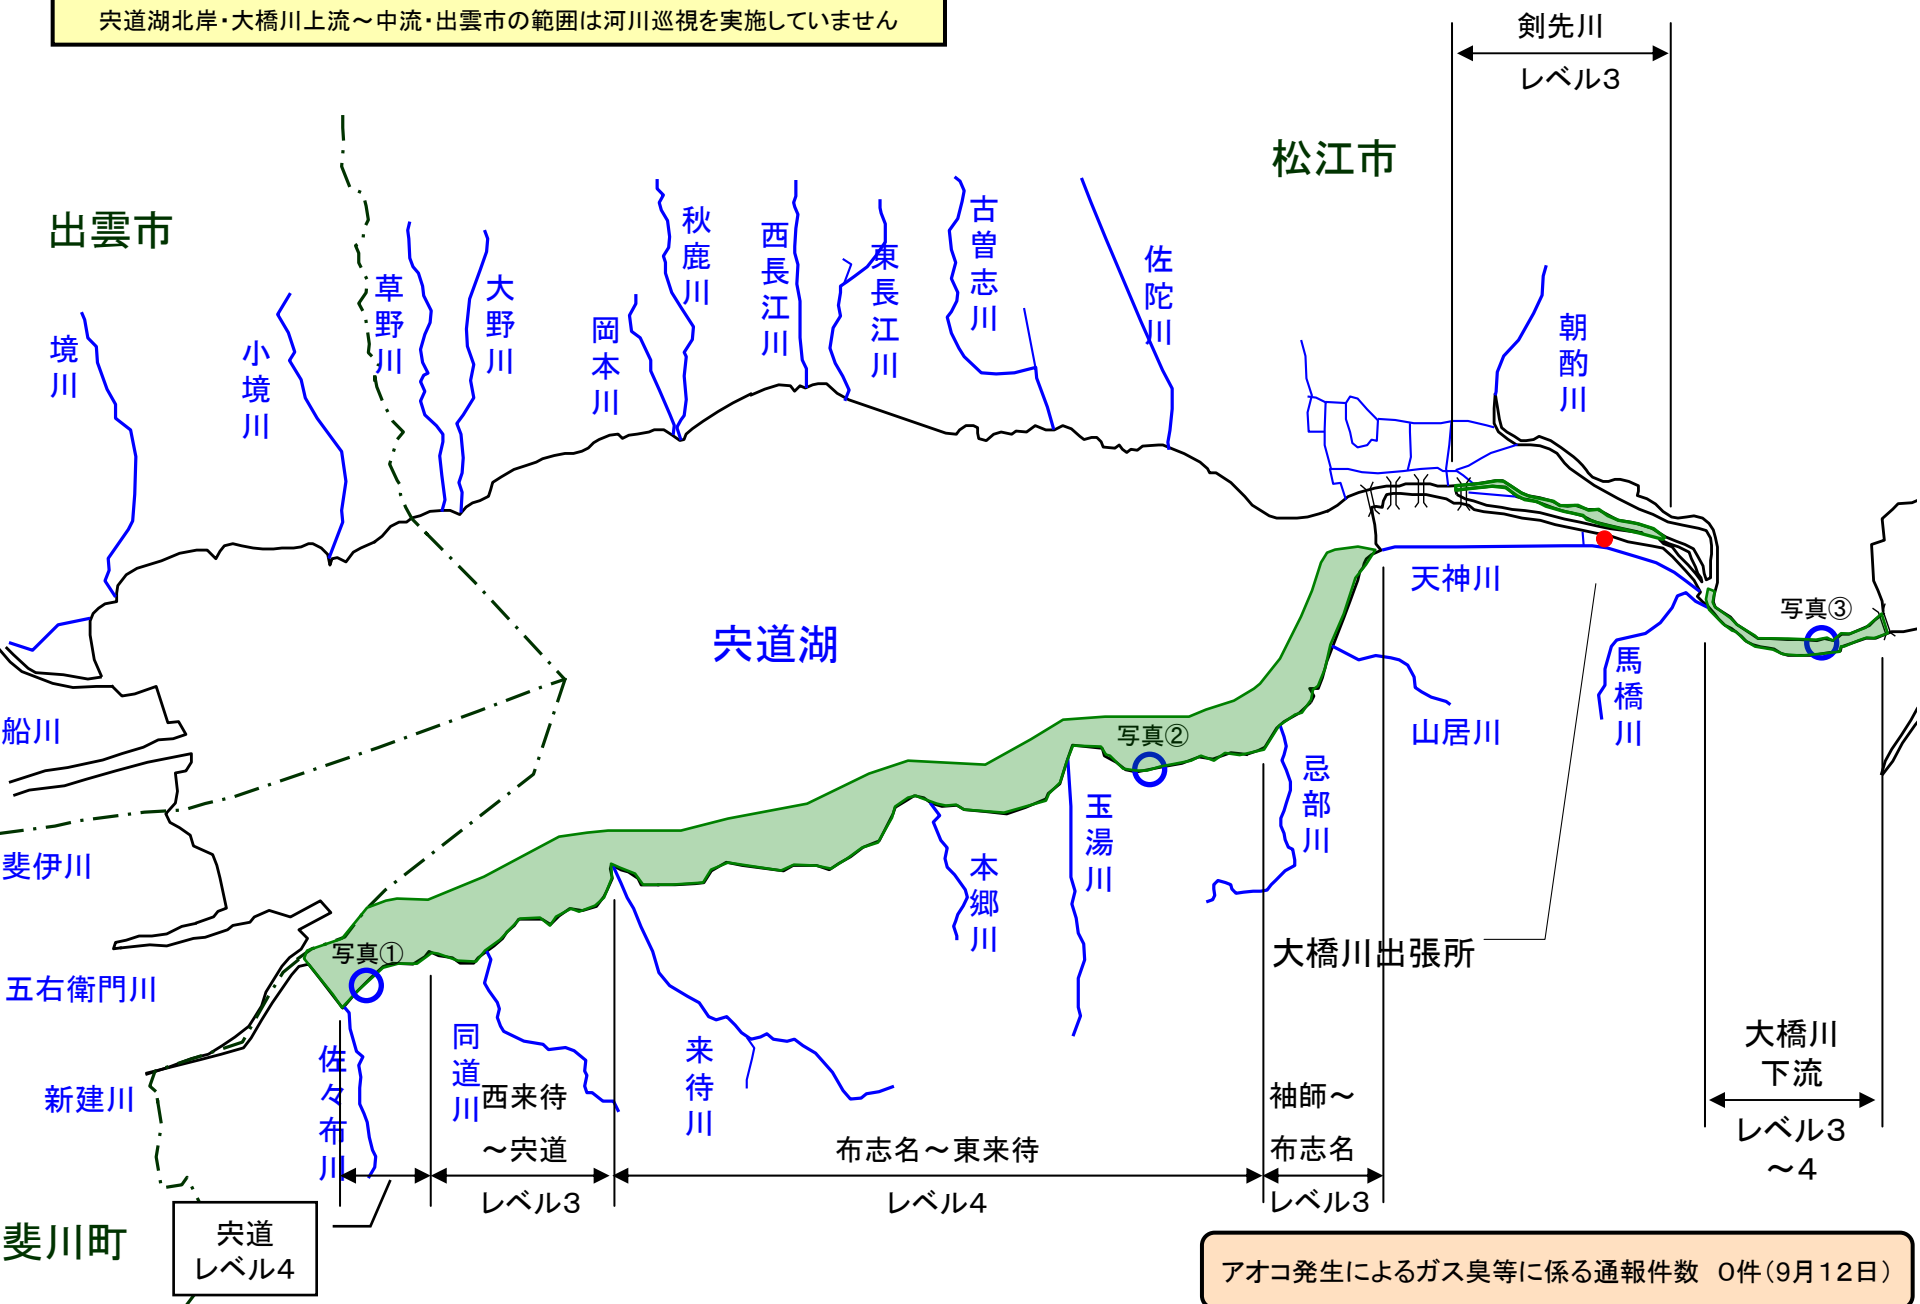 宍道湖北岸・大橋川上流～中流・出雲市の範囲は河川巡視を実施していません
剣先川
レベル3
松江市
出雲市
境川
小境川
草野川
大野川
岡本川
秋鹿川
西長江川
東長江川
古曽志川
佐陀川
朝酌川
宍道湖
天神川
写真③
馬橋川
山居川
船川
写真②
忌部川
玉湯川
斐伊川
本郷川
大橋川出張所
写真①
五右衛門川
新建川
佐々布川
同道川
来待川
西来待
～宍道
レベル3
布志名～東来待
レベル4
袖師～
布志名
レベル3
大橋川
下流
レベル3
～4
斐川町
宍道
レベル4
アオコ発生によるガス臭等に係る通報件数　0件(9月12日)